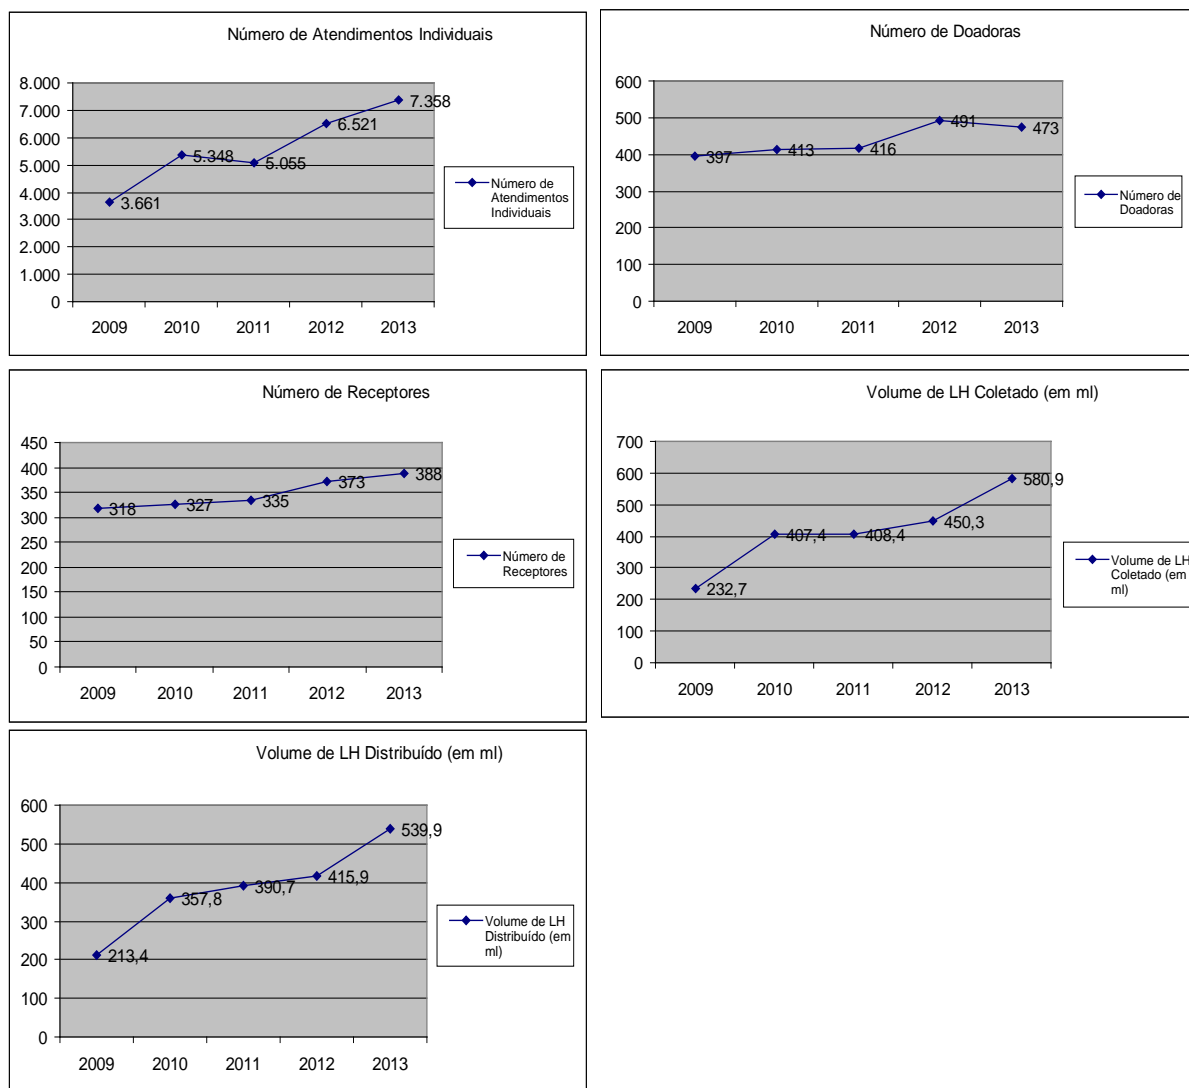 Número de Atendimentos Individuais
8.000
7.000
6.000
5.000
4.000
3.000
2.000
1.000
0
3.661
5.348
5.055
6.521
7.358
2009 2010 2011 2012 2013
Número de
Atendimentos
Individuais
Número de Doadoras
600
500
400
300
200
100
0
397
413
416
491
473
2009 2010 2011 2012 2013
Número de
Doadoras
Número de Receptores
450
400
350
300
250
200
150
100
50
0
318
327
335
373
388
2009 2010 2011 2012 2013
Número de
Receptores
Volume de LH Coletado (em ml)
700
600
500
400
300
200
100
0
232,7
407,4
408,4
450,3
580,9
2009 2010 2011 2012 2013
Volume de LH
Coletado (em
ml)
Volume de LH Distribuído (em ml)
600
500
400
300
200
100
0
213,4
357,8
390,7
415,9
539,9
2009 2010 2011 2012 2013
Volume de LH
Distribuído (em
ml)